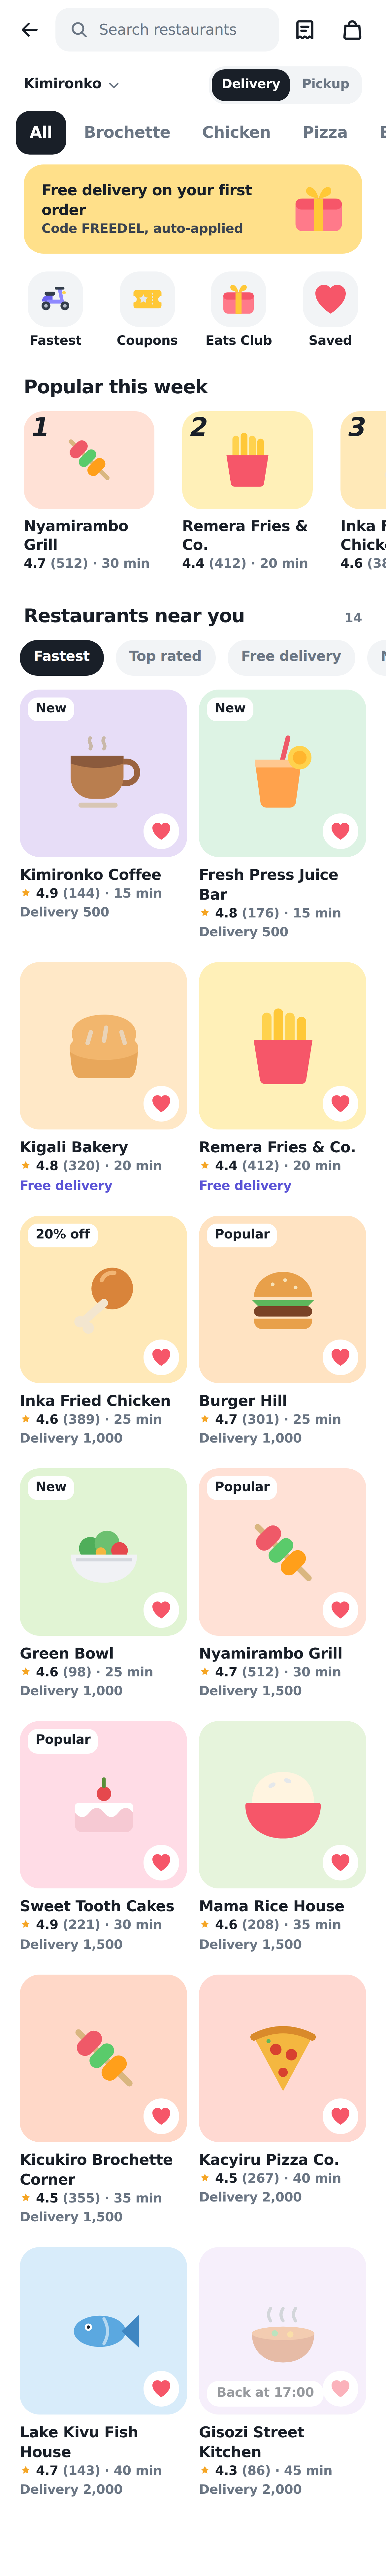 Search restaurants
Kimironko
Delivery
Pickup
All
Brochette
Chicken
Pizza
Free delivery on your first
order
Code FREEDEL, auto-applied
Fastest
Coupons
Eats Club
Saved
Popular this week
1
2
3
Nyamirambo
Grill
4.7 (512) · 30 min
Remera Fries &
Co.
4.4 (412) · 20 min
Inka
4.6
Restaurants near you
14
Fastest
Top rated
Free delivery
New
Kimironko Coffee
4.9 (144) · 15 min
Delivery 500
New
Fresh Press Juice
Bar
4.8 (176) · 15 min
Delivery 500
Kigali Bakery
4.8 (320) · 20 min
Free delivery
Remera Fries & Co.
4.4 (412) · 20 min
Free delivery
20% off
Inka Fried Chicken
4.6 (389) · 25 min
Delivery 1,000
Popular
Burger Hill
4.7 (301) · 25 min
Delivery 1,000
New
Green Bowl
4.6 (98) · 25 min
Delivery 1,000
Popular
Nyamirambo Grill
4.7 (512) · 30 min
Delivery 1,500
Popular
Sweet Tooth Cakes
4.9 (221) · 30 min
Delivery 1,500
Mama Rice House
4.6 (208) · 35 min
Delivery 1,500
Kicukiro Brochette
Corner
4.5 (355) · 35 min
Delivery 1,500
Kacyiru Pizza Co.
4.5 (267) · 40 min
Delivery 2,000
Lake Kivu Fish
House
4.7 (143) · 40 min
Delivery 2,000
Back at 17:00
Gisozi Street
Kitchen
4.3 (86) · 45 min
Delivery 2,000